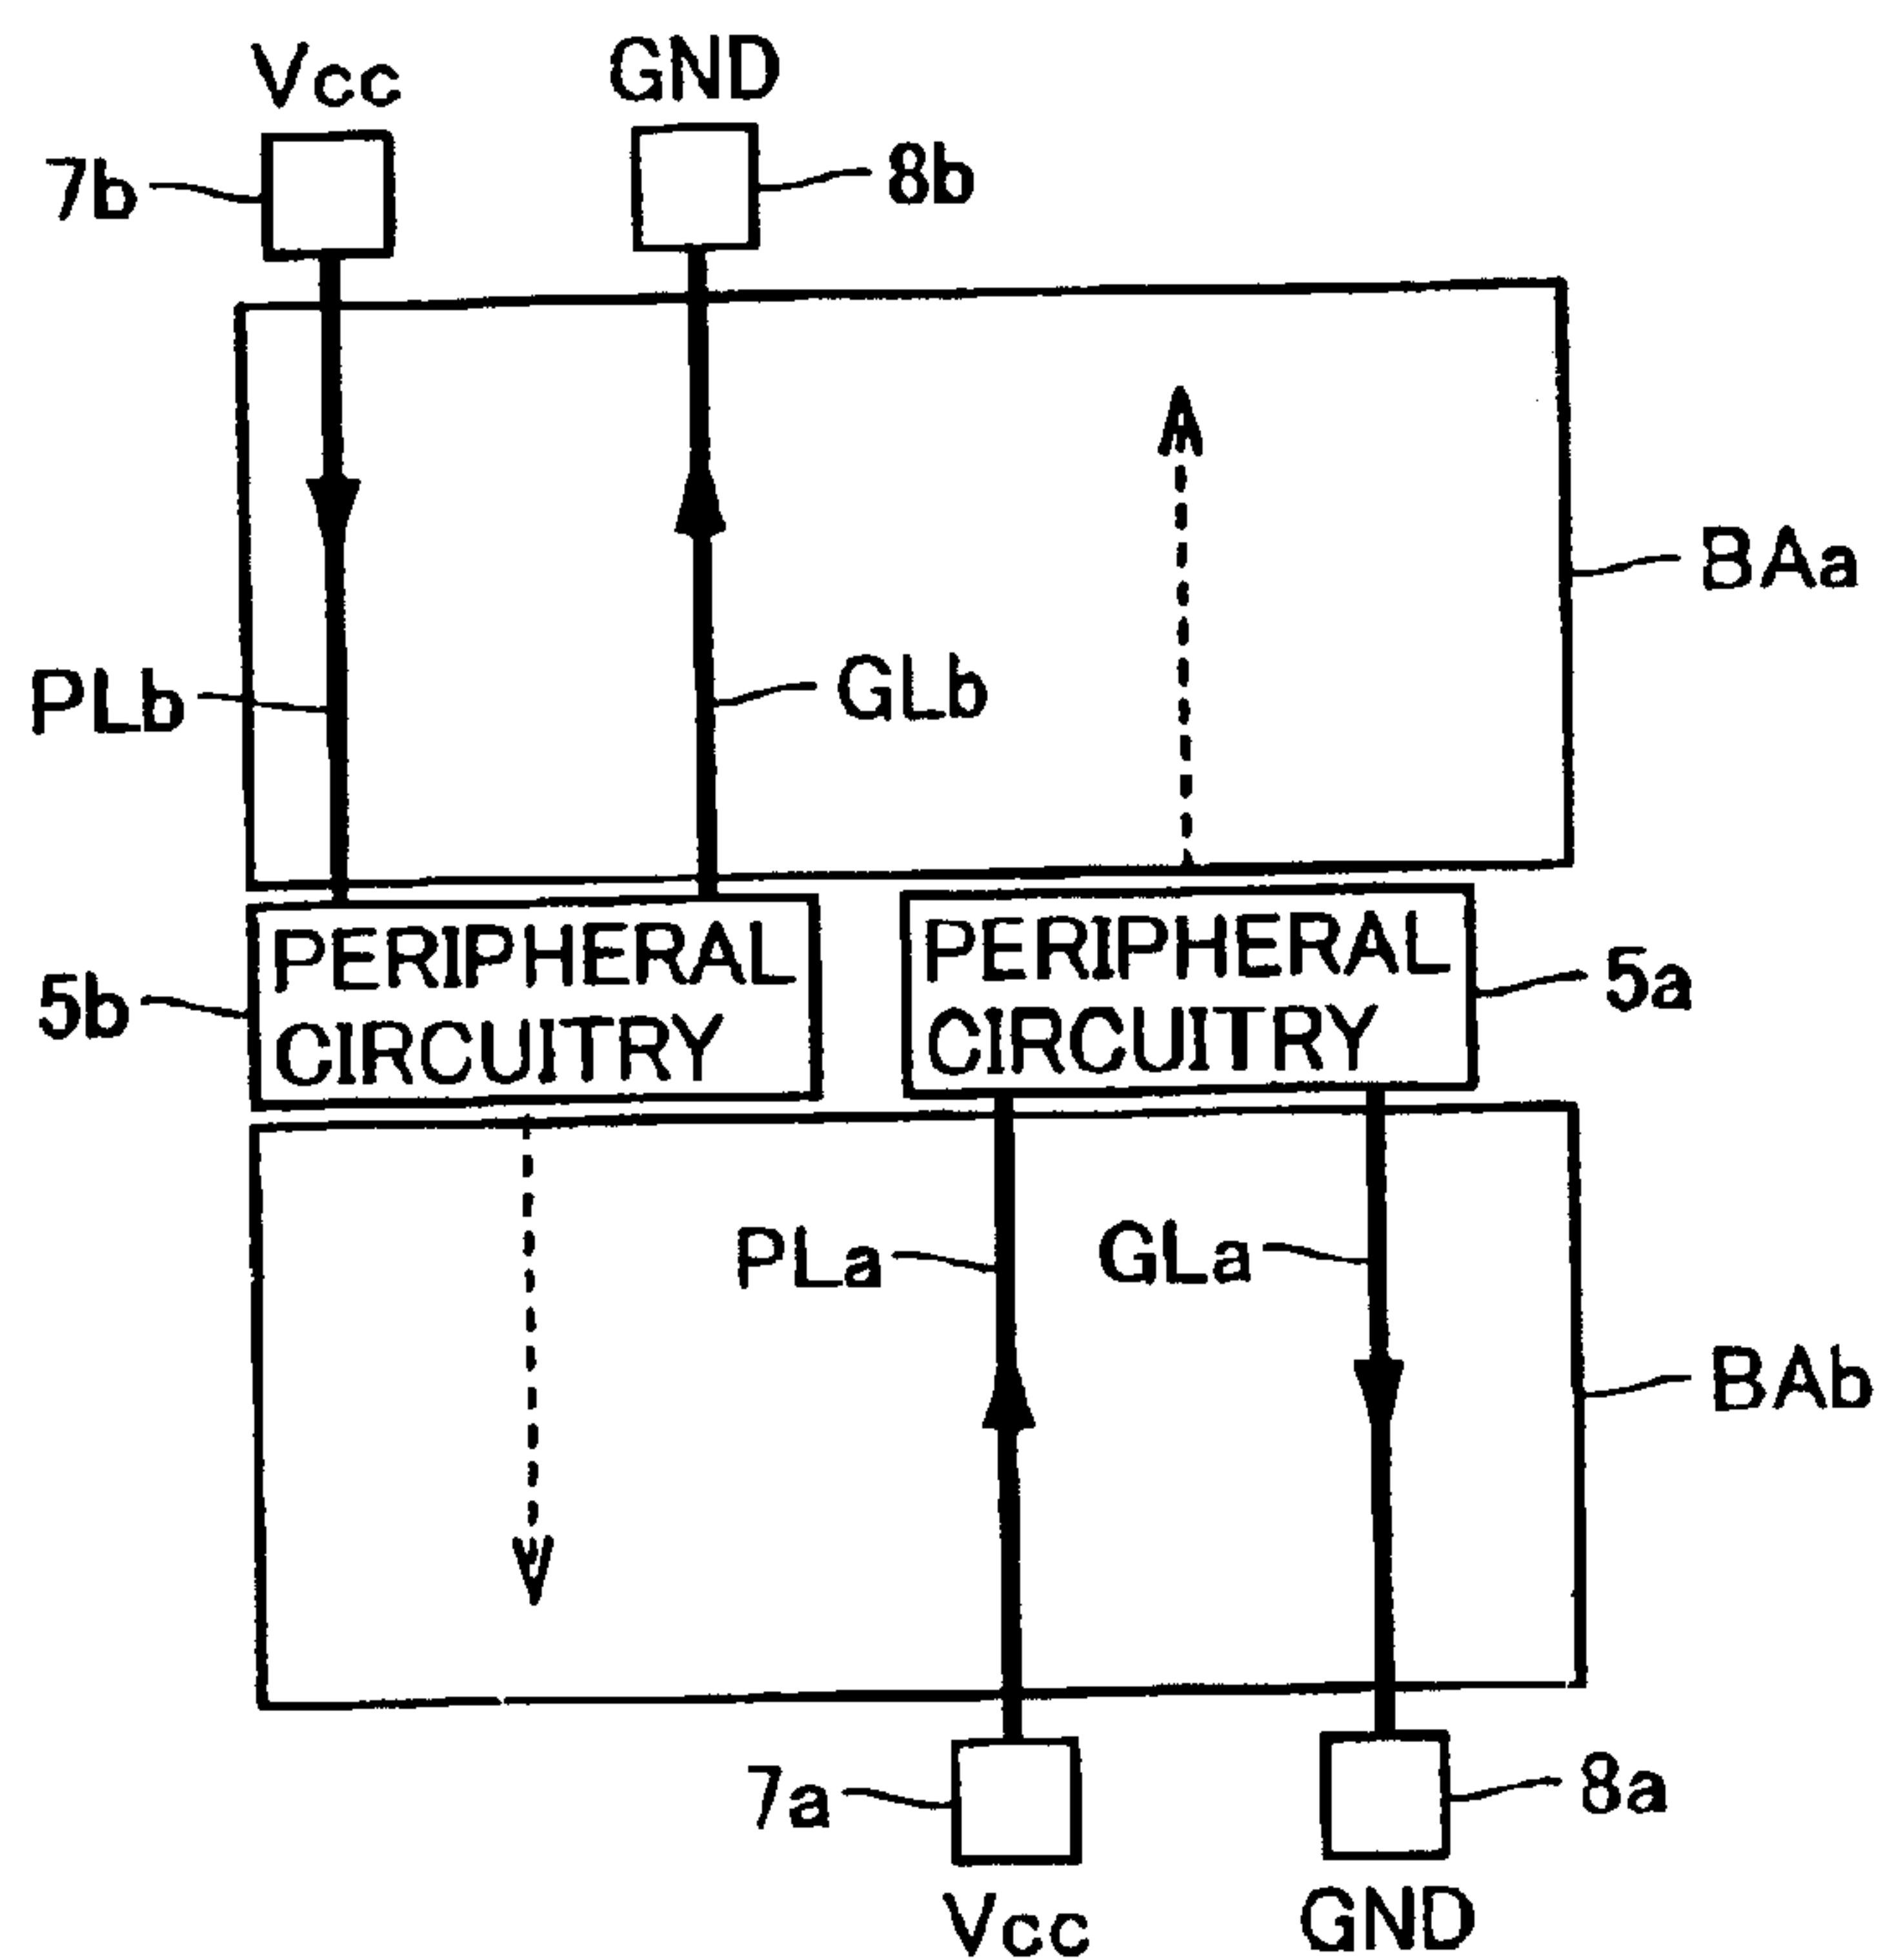 Vcc GND
7b 8b
BAa
PLb GLb
PERIPHERAL
CIRCUITRY
5b
PERIPHERAL
CIRCUITRY
5a
PLa GLa
BAb
7a 8a
Vcc GND